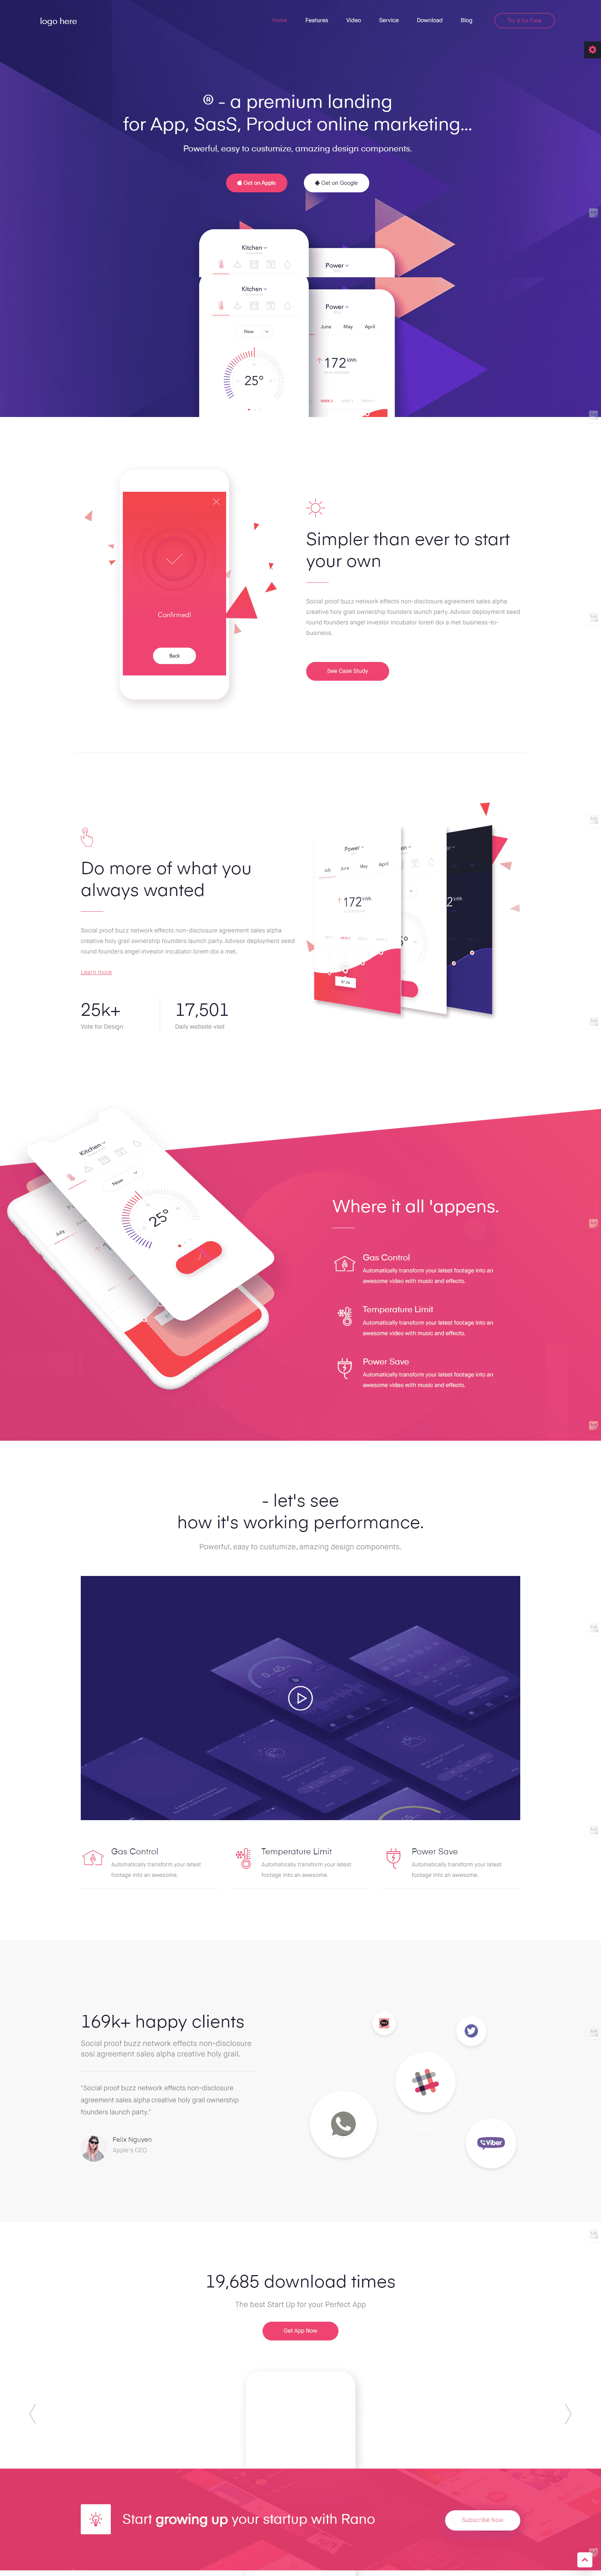 logo here
Home Features Video Service Download Blog Try it for Free
® - a premium landing
for App, SasS, Product online marketing...
Powerful, easy to custumize, amazing design components.
Get on Apple Get on Google
Kitchen
Power
Kitchen
Power
June May April
Now
172 kWh
25°
WEEK 2 WEEK 3 WEEK 4
Confirmed!
Back
Simpler than ever to start
your own
Social proof buzz network effects non-disclosure agreement sales alpha
creative holy grail ownership founders launch party. Advisor deployment seed
round founders angel investor incubator lorem doi a met business-to-
business.
See Case Study
Do more of what you
always wanted
Social proof buzz network effects non-disclosure agreement sales alpha
creative holy grail ownership founders launch party. Advisor deployment seed
round founders angel investor incubator lorem doi a met.
Learn more
25k+
Vote for Design
17,501
Daily website visit
Power
July June May April
172 kWh
Kitchen
Now
25°
July
Where it all 'appens.
Gas Control
Automatically transform your latest footage into an
awesome video with music and effects.
Temperature Limit
Automatically transform your latest footage into an
awesome video with music and effects.
Power Save
Automatically transform your latest footage into an
awesome video with music and effects.
- let's see
how it's working performance.
Powerful, easy to custumize, amazing design components.
Gas Control
Automatically transform your latest
footage into an awesome.
Temperature Limit
Automatically transform your latest
footage into an awesome.
Power Save
Automatically transform your latest
footage into an awesome.
169k+ happy clients
Social proof buzz network effects non-disclosure
sosi agreement sales alpha creative holy grail.
"Social proof buzz network effects non-disclosure
agreement sales alpha creative holy grail ownership
founders launch party."
Felix Nguyen
Apple's CEO
Viber
19,685 download times
The best Start Up for your Perfect App
Get App Now
Start growing up your startup with Rano
Subscribe Now